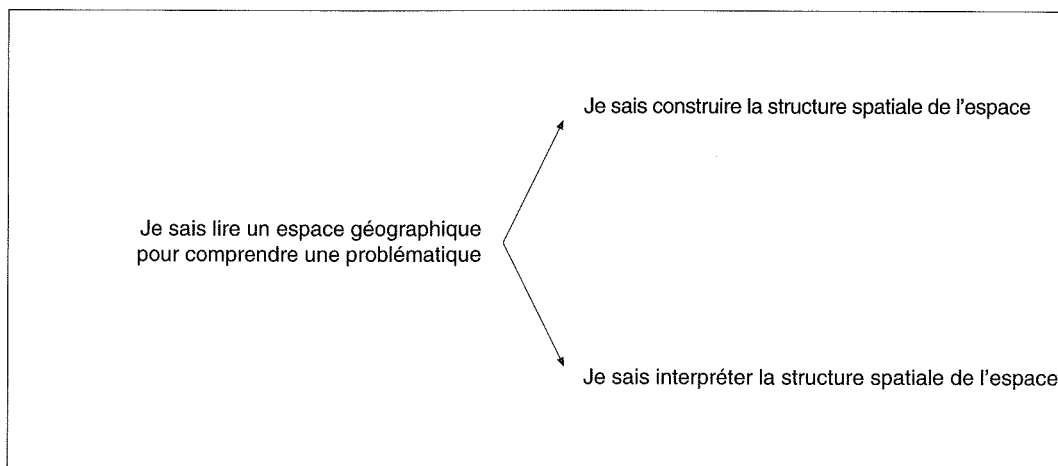 Je sais construire la structure spatiale de l'espace
Je sais lire un espace géographique
pour comprendre une problématique
Je sais interpréter la structure spatiale de l'espace